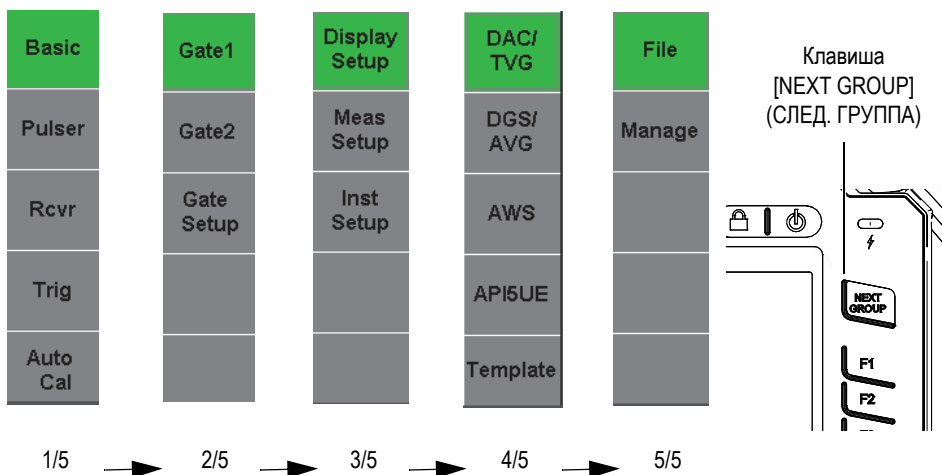 Basic
Pulser
Rcvr
Trig
Auto
Cal
Gate1
Gate2
Gate
Setup
Display
Setup
Meas
Setup
Inst
Setup
DAC/
TVG
DGS/
AVG
AWS
API5UE
Template
File
Manage
Клавиша
[NEXT GROUP]
(СЛЕД. ГРУППА)
NEXT
GROUP
F1
F2
1/5
2/5
3/5
4/5
5/5